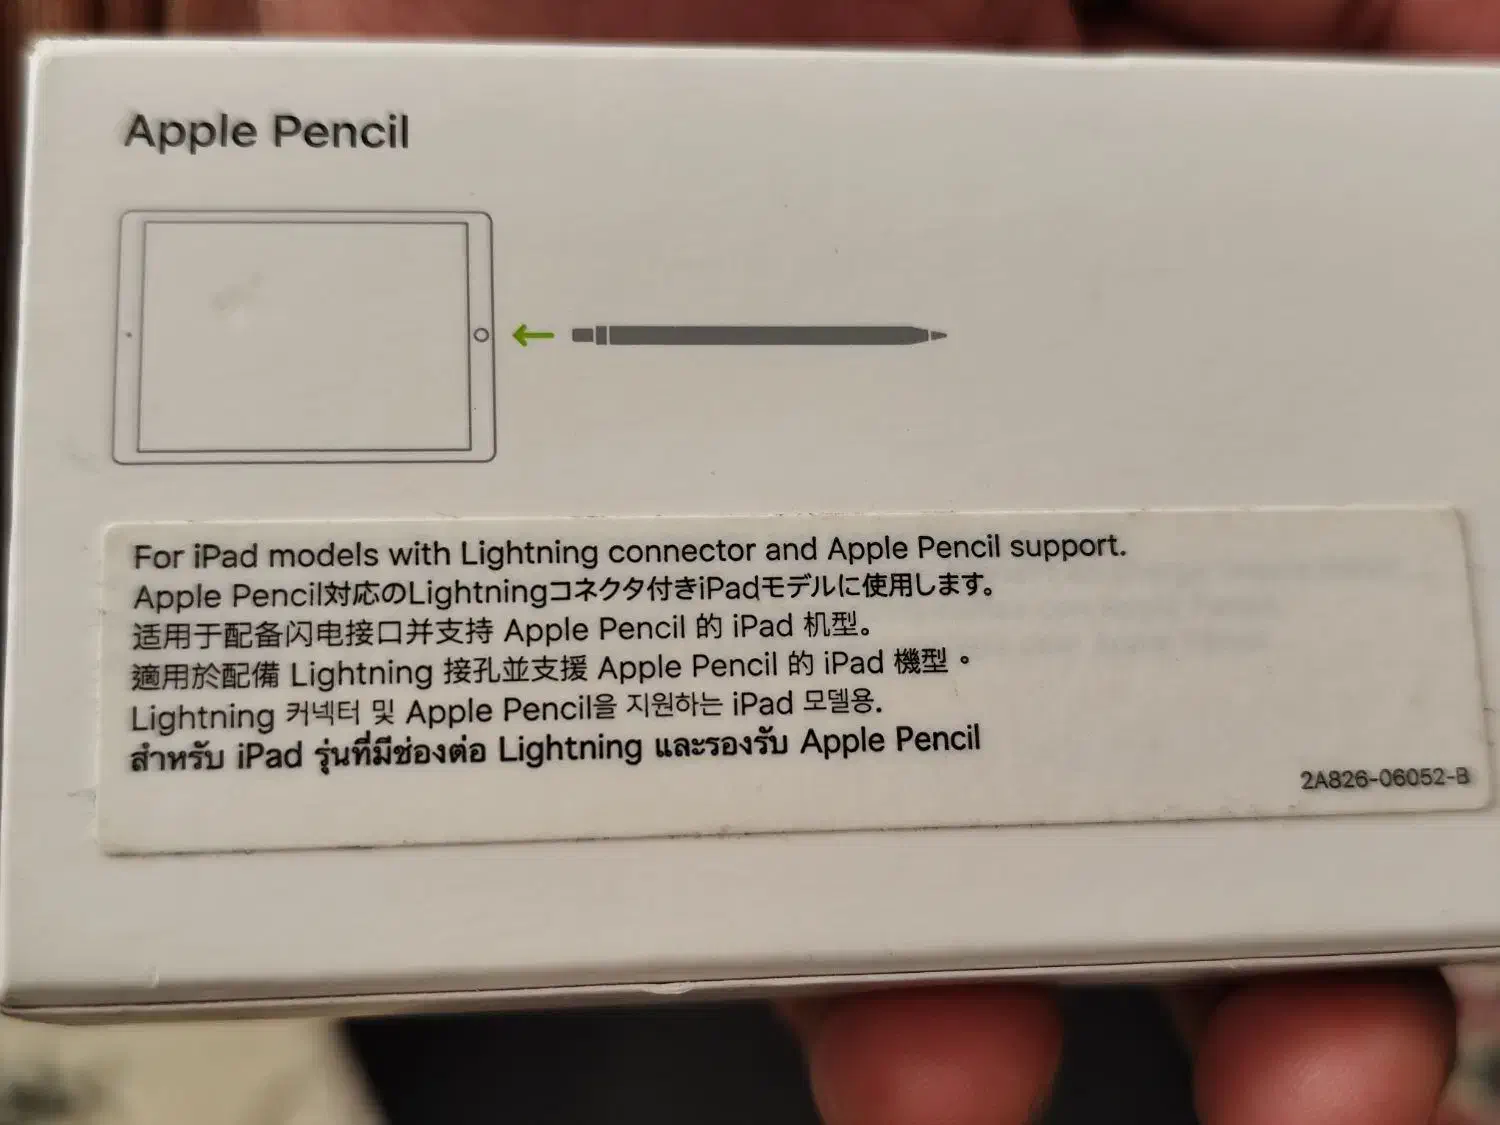 Apple Pencil
For iPad models with Lightning connector and Apple Pencil support.
Apple Pencil対応のLightningコネクタ付きiPadモデルに使用します。
适用于配备闪电接口并支持 Apple Pencil 的 iPad 机型。
適用於配備 Lightning 接孔並支援 Apple Pencil 的 iPad 機型。
Lightning 커넥터 및 Apple Pencil을 지원하는 iPad 모델용.
สำหรับ iPad รุ่นที่มีช่องต่อ Lightning และรองรับ Apple Pencil
2A826-06052-B